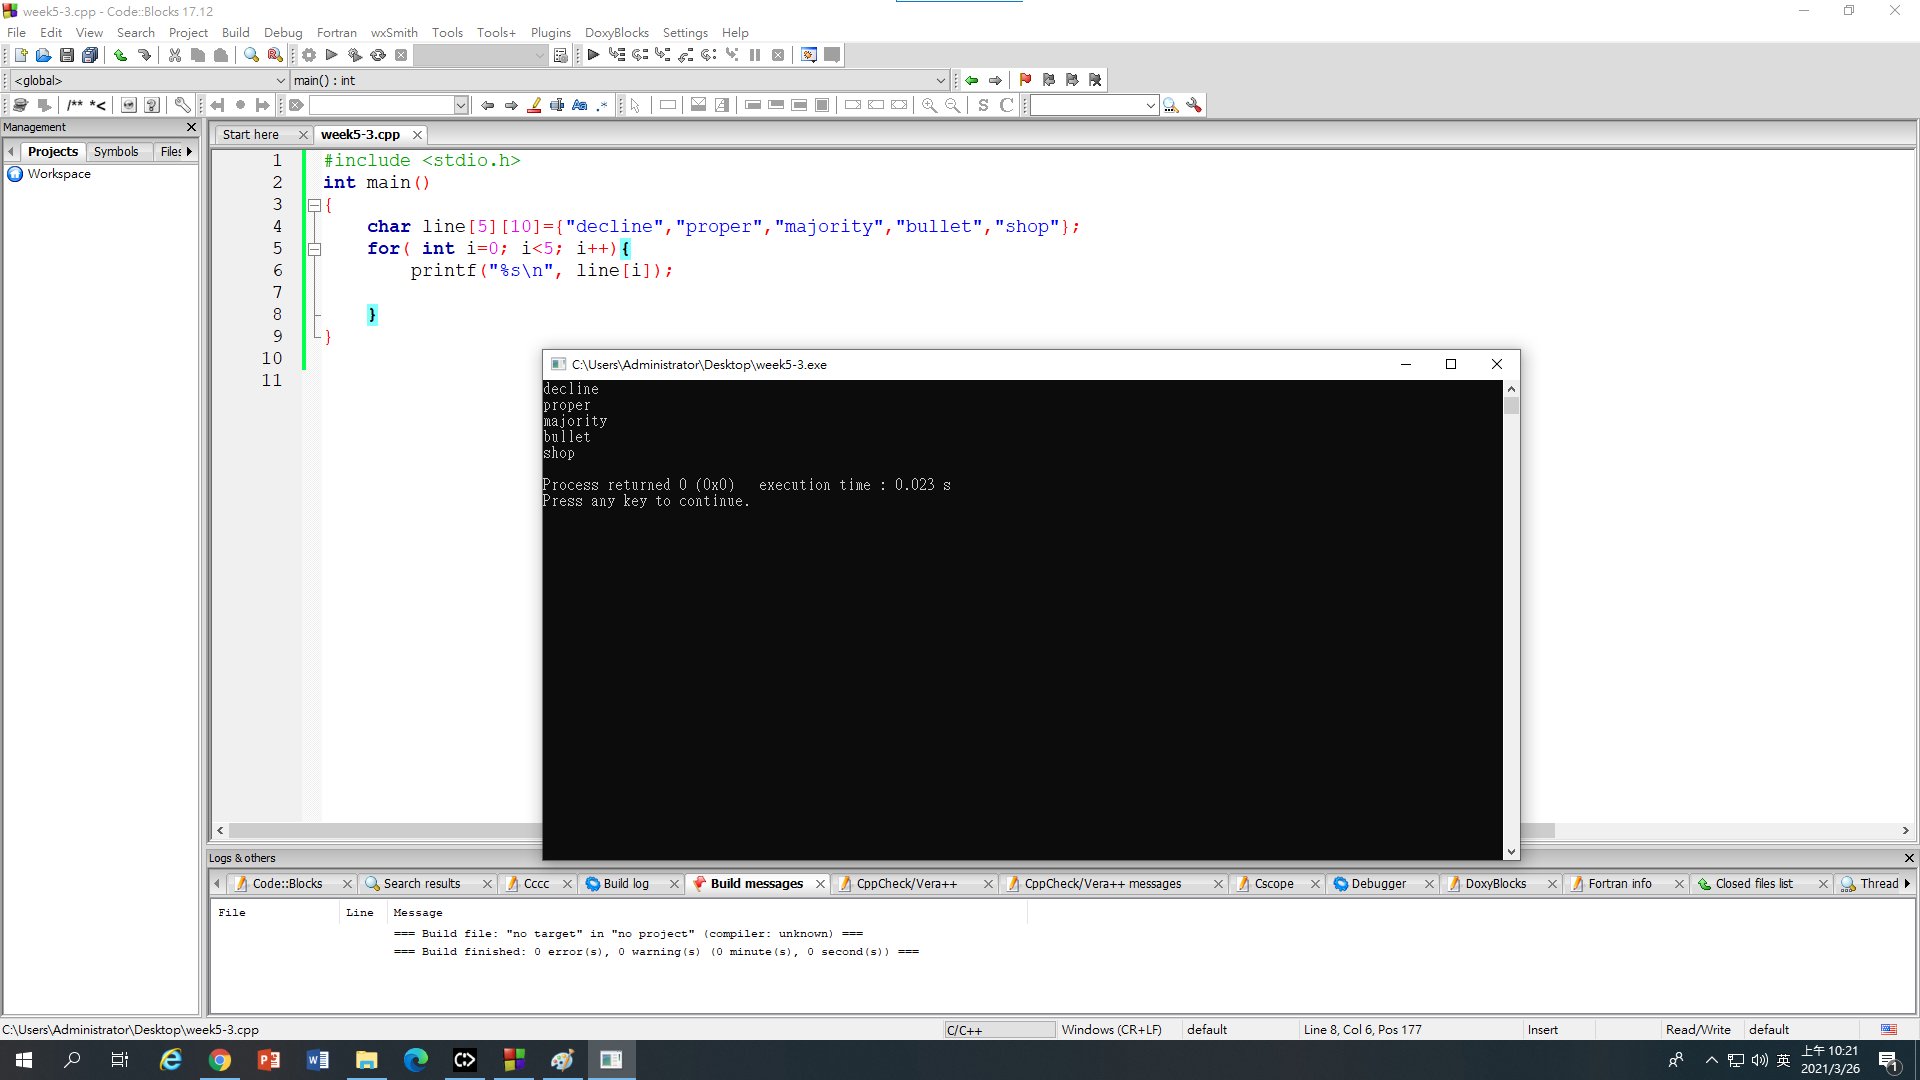 week5-3.cpp - Code::Blocks 17.12
File Edit View Search Project Build Debug Fortran wxSmith Tools Tools+ Plugins DoxyBlocks Settings Help
<global> main() : int
/** *<
S C
Management
Projects Symbols Files
Workspace
Start here week5-3.cpp
1 #include <stdio.h>
2 int main()
3 {
4 char line[5][10]={"decline","proper","majority","bullet","shop"};
5 for( int i=0; i<5; i++){
6 printf("%s\n", line[i]);
7
8 }
9 }
10
11
C:\Users\Administrator\Desktop\week5-3.exe
decline
proper
majority
bullet
shop
Process returned 0 (0x0) execution time : 0.023 s
Press any key to continue.
Logs & others
Code::Blocks Search results Cccc Build log Build messages CppCheck/Vera++ CppCheck/Vera++ messages Cscope Debugger DoxyBlocks Fortran info Closed files list Thread
File Line Message
=== Build file: "no target" in "no project" (compiler: unknown) ===
=== Build finished: 0 error(s), 0 warning(s) (0 minute(s), 0 second(s)) ===
C:\Users\Administrator\Desktop\week5-3.cpp C/C++ Windows (CR+LF) default Line 8, Col 6, Pos 177 Insert Read/Write default
英 上午 10:21
2021/3/26
1